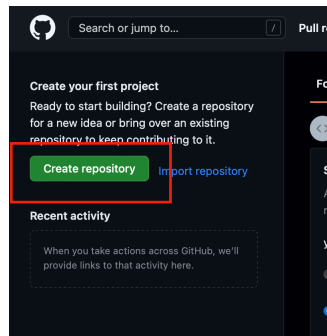 Search or jump to... /
Pull r
Create your first project
Ready to start building? Create a repository
for a new idea or bring over an existing
repository to keep contributing to it.
Create repository
Import repository
Recent activity
When you take actions across GitHub, we'll
provide links to that activity here.
Fo